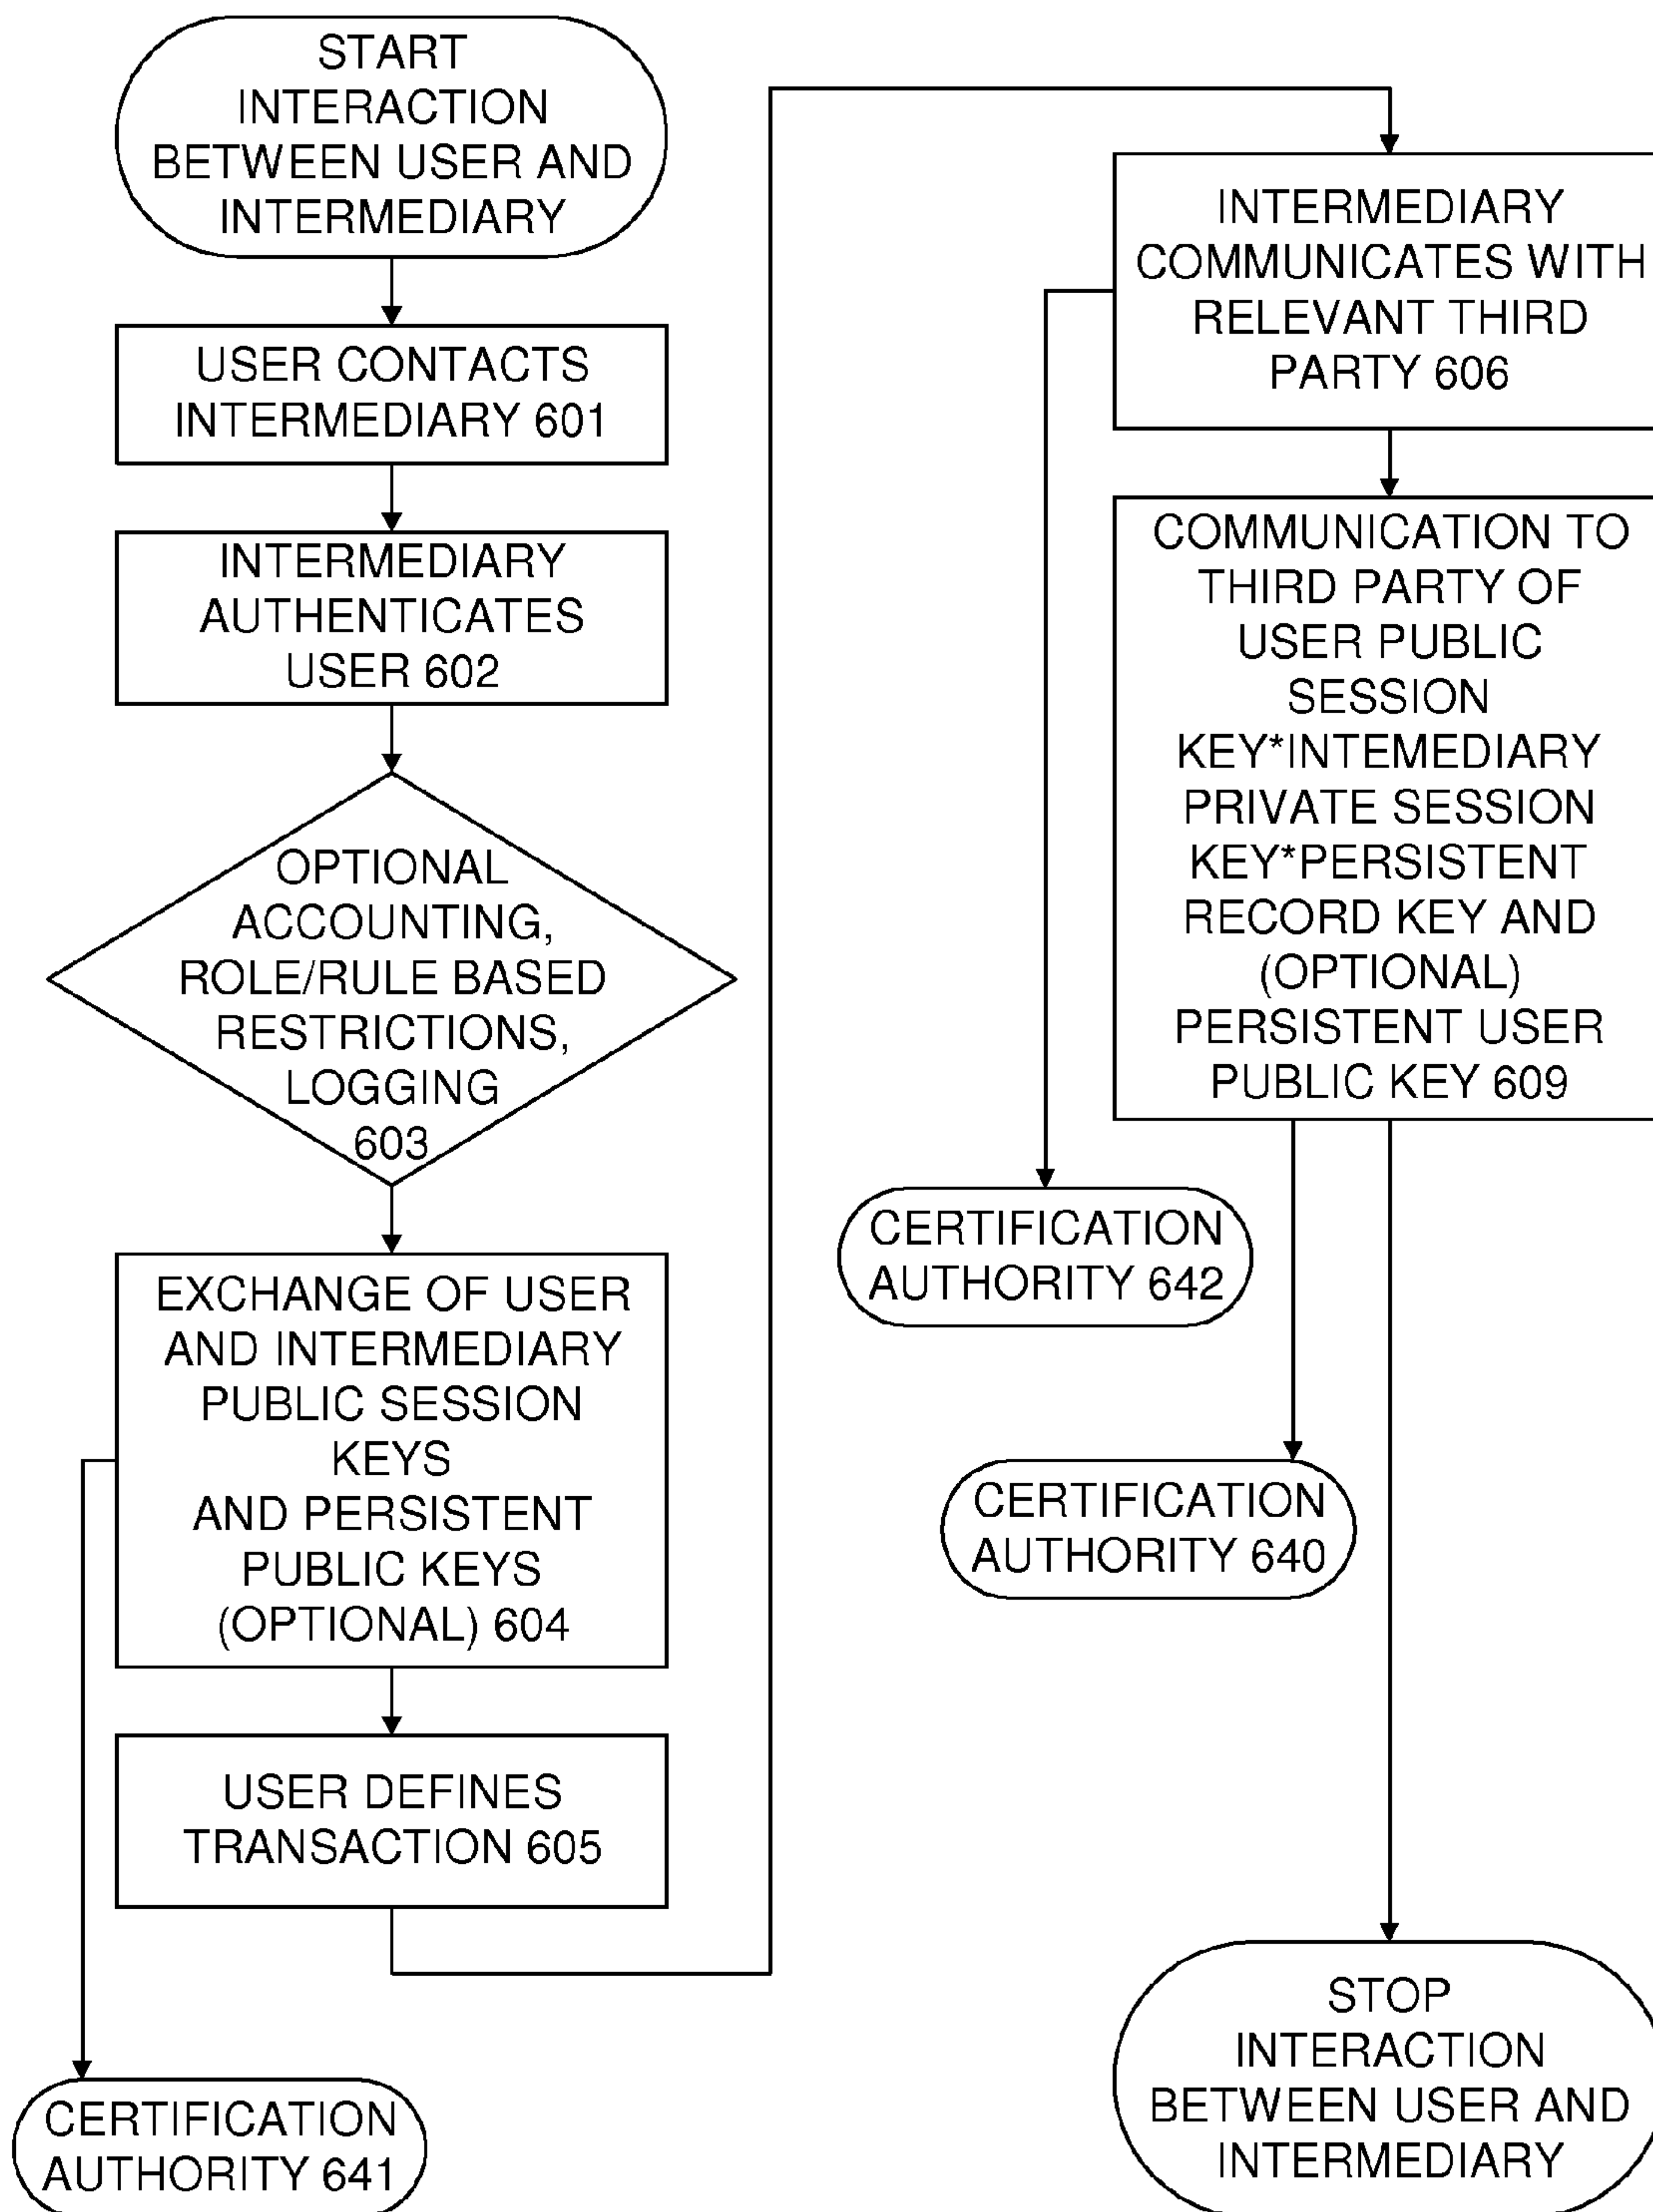 START
INTERACTION
BETWEEN USER AND
INTERMEDIARY
USER CONTACTS
INTERMEDIARY 601
INTERMEDIARY
AUTHENTICATES
USER 602
OPTIONAL
ACCOUNTING,
ROLE/RULE BASED
RESTRICTIONS,
LOGGING
603
EXCHANGE OF USER
AND INTERMEDIARY
PUBLIC SESSION
KEYS
AND PERSISTENT
PUBLIC KEYS
(OPTIONAL) 604
USER DEFINES
TRANSACTION 605
CERTIFICATION
AUTHORITY 641
INTERMEDIARY
COMMUNICATES WITH
RELEVANT THIRD
PARTY 606
COMMUNICATION TO
THIRD PARTY OF
USER PUBLIC
SESSION
KEY*INTEMEDIARY
PRIVATE SESSION
KEY*PERSISTENT
RECORD KEY AND
(OPTIONAL)
PERSISTENT USER
PUBLIC KEY 609
CERTIFICATION
AUTHORITY 642
CERTIFICATION
AUTHORITY 640
STOP
INTERACTION
BETWEEN USER AND
INTERMEDIARY